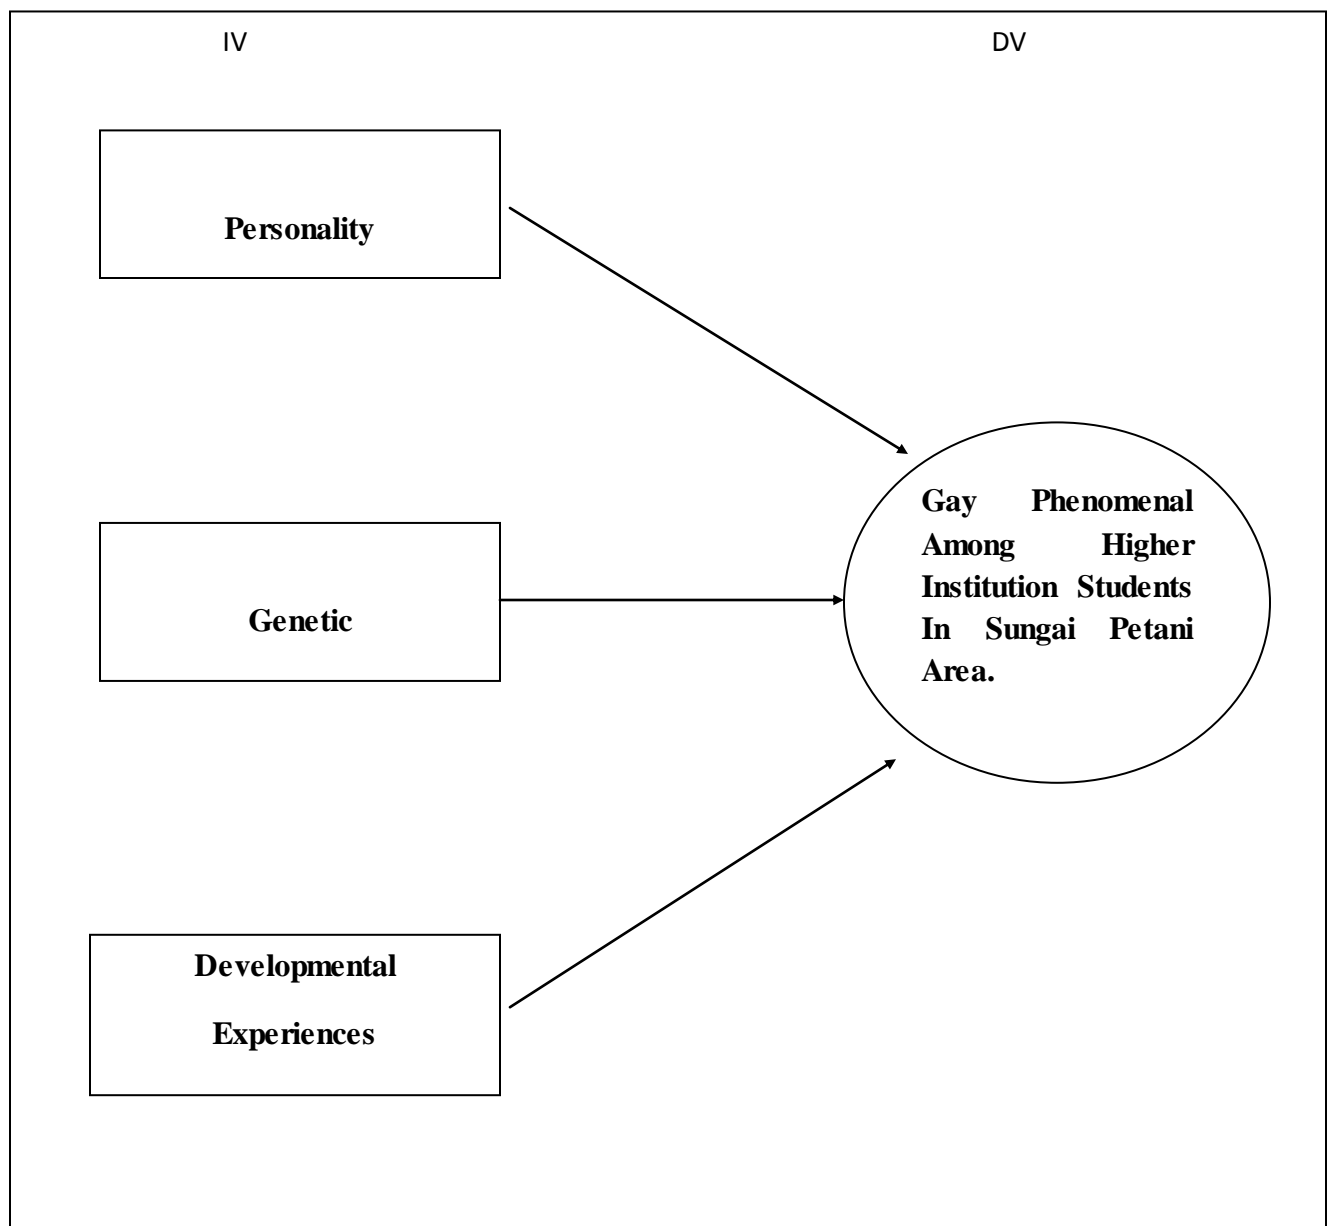 IV
DV
Personality
Genetic
Gay Phenomenal
Among Higher
Institution Students
In Sungai Petani
Area.
Developmental
Experiences